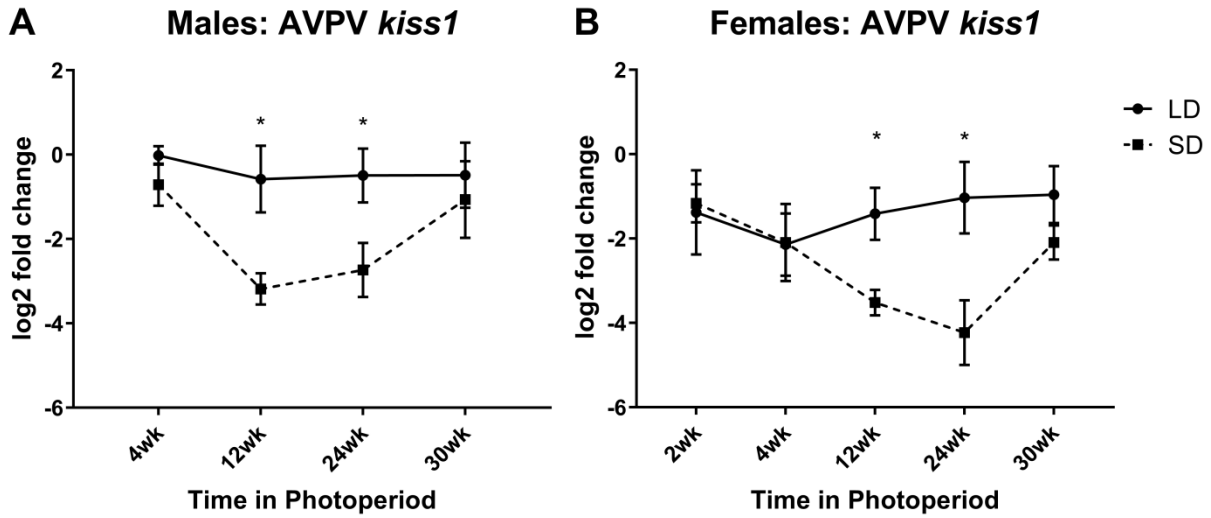 A
Males: AVPV kiss1
log2 fold change
2
0
-2
-4
-6
*
*
4wk
12wk
24wk
30wk
Time in Photoperiod
B
Females: AVPV kiss1
log2 fold change
2
0
-2
-4
-6
*
*
2wk
4wk
12wk
24wk
30wk
Time in Photoperiod
LD
SD